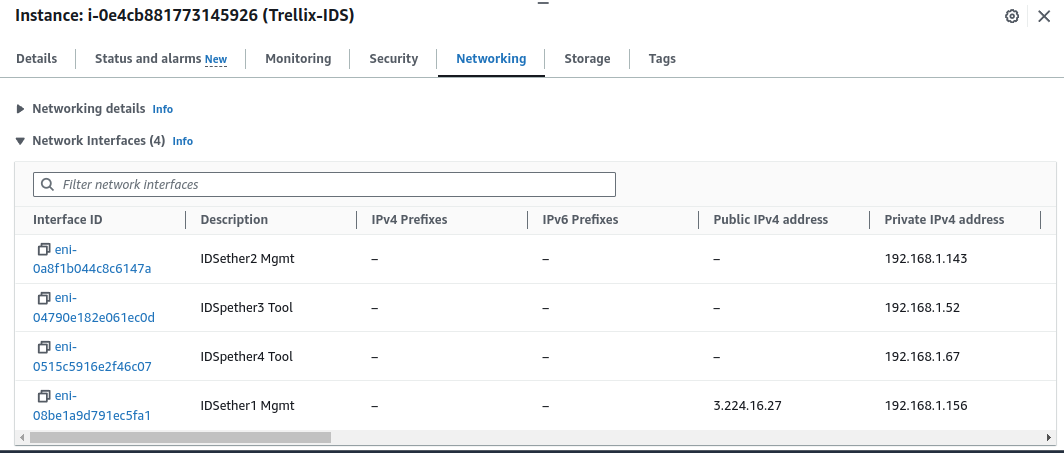 Instance: i-0e4cb881773145926 (Trellix-IDS)
Details Status and alarms New Monitoring Security Networking Storage Tags
Networking details Info
Network Interfaces (4) Info
Filter network interfaces
Interface ID Description IPv4 Prefixes IPv6 Prefixes Public IPv4 address Private IPv4 address
eni-
0a8f1b044c8c6147a IDSether2 Mgmt – – – 192.168.1.143
eni-
04790e182e061ec0d IDSpether3 Tool – – – 192.168.1.52
eni-
0515c5916e2f46c07 IDSpether4 Tool – – – 192.168.1.67
eni-
08be1a9d791ec5fa1 IDSether1 Mgmt – – 3.224.16.27 192.168.1.156